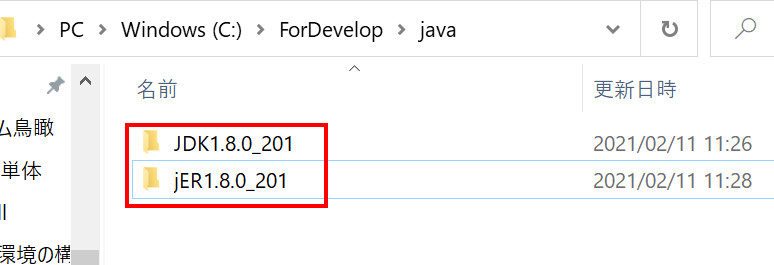 PC > Windows (C:) > ForDevelop > java
名前 更新日時
ム鳥瞰
JDK1.8.0_201 2021/02/11 11:26
単体
jER1.8.0_201 2021/02/11 11:28
環境の構